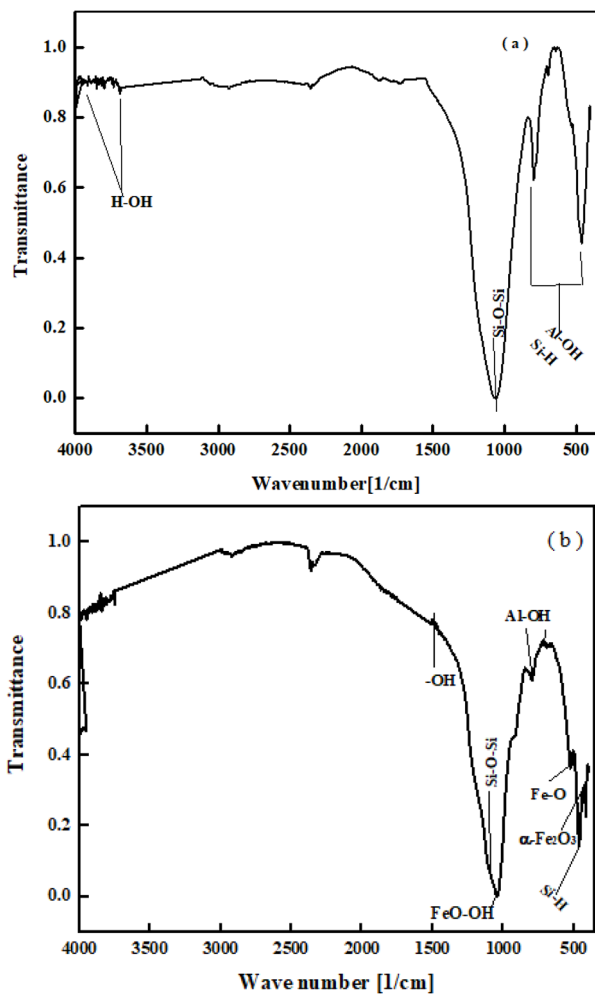 ( a )
1.0
0.8
0.6
0.4
0.2
0.0
Transmittance
H-OH
Si-O-Si
Al-OH
Si-H
4000 3000 2500 2000 1500 1000 500
Wavenumber[1/cm]
( b )
1.0
0.8
0.6
0.4
0.2
0.0
Transmittance
Al-OH
-OH
Si-O-Si
Fe-O
α-Fe2O3
Si-H
FeO-OH
4000 3000 2500 2000 1500 1000 500
Wave number [1/cm]